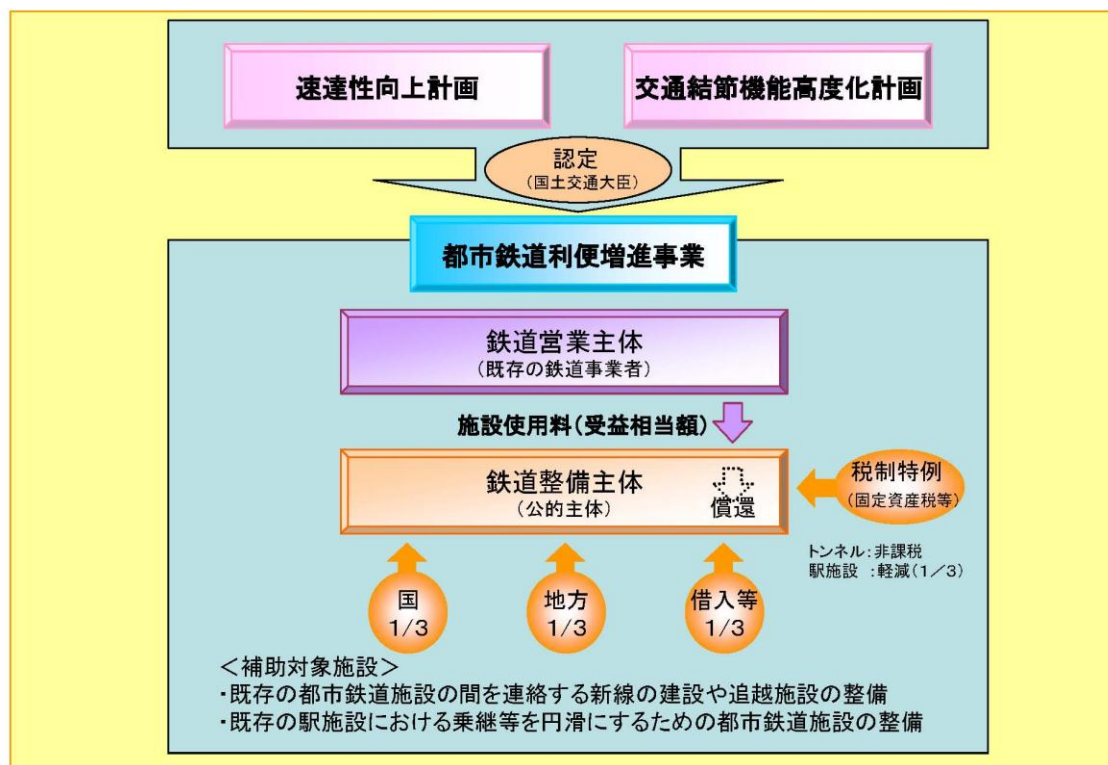 速達性向上計画
交通結節機能高度化計画
認定
（国土交通大臣）
都市鉄道利便増進事業
鉄道営業主体
（既存の鉄道事業者）
施設使用料（受益相当額）
鉄道整備主体
（公的主体）
償還
税制特例
（固定資産税等）
トンネル：非課税
駅施設　：軽減（1／3）
国
1/3
地方
1/3
借入等
1/3
＜補助対象施設＞
・既存の都市鉄道施設の間を連絡する新線の建設や追越施設の整備
・既存の駅施設における乗継等を円滑にするための都市鉄道施設の整備